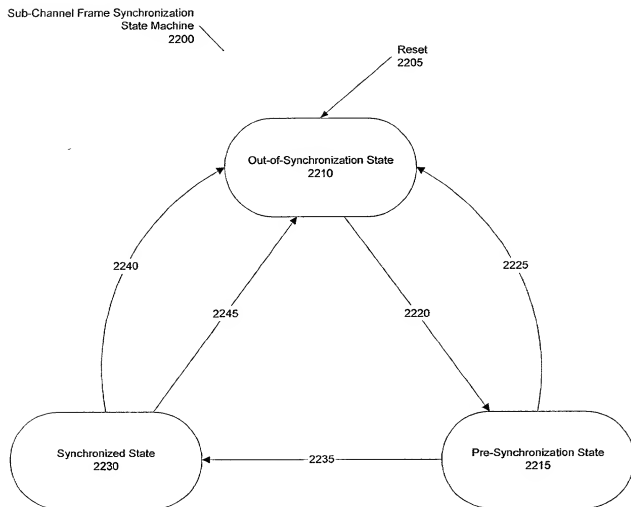 Sub-Channel Frame Synchronization
State Machine
2200
Reset
2205
Out-of-Synchronization State
2210
2240
2225
2245
2220
Synchronized State
2230
2235
Pre-Synchronization State
2215